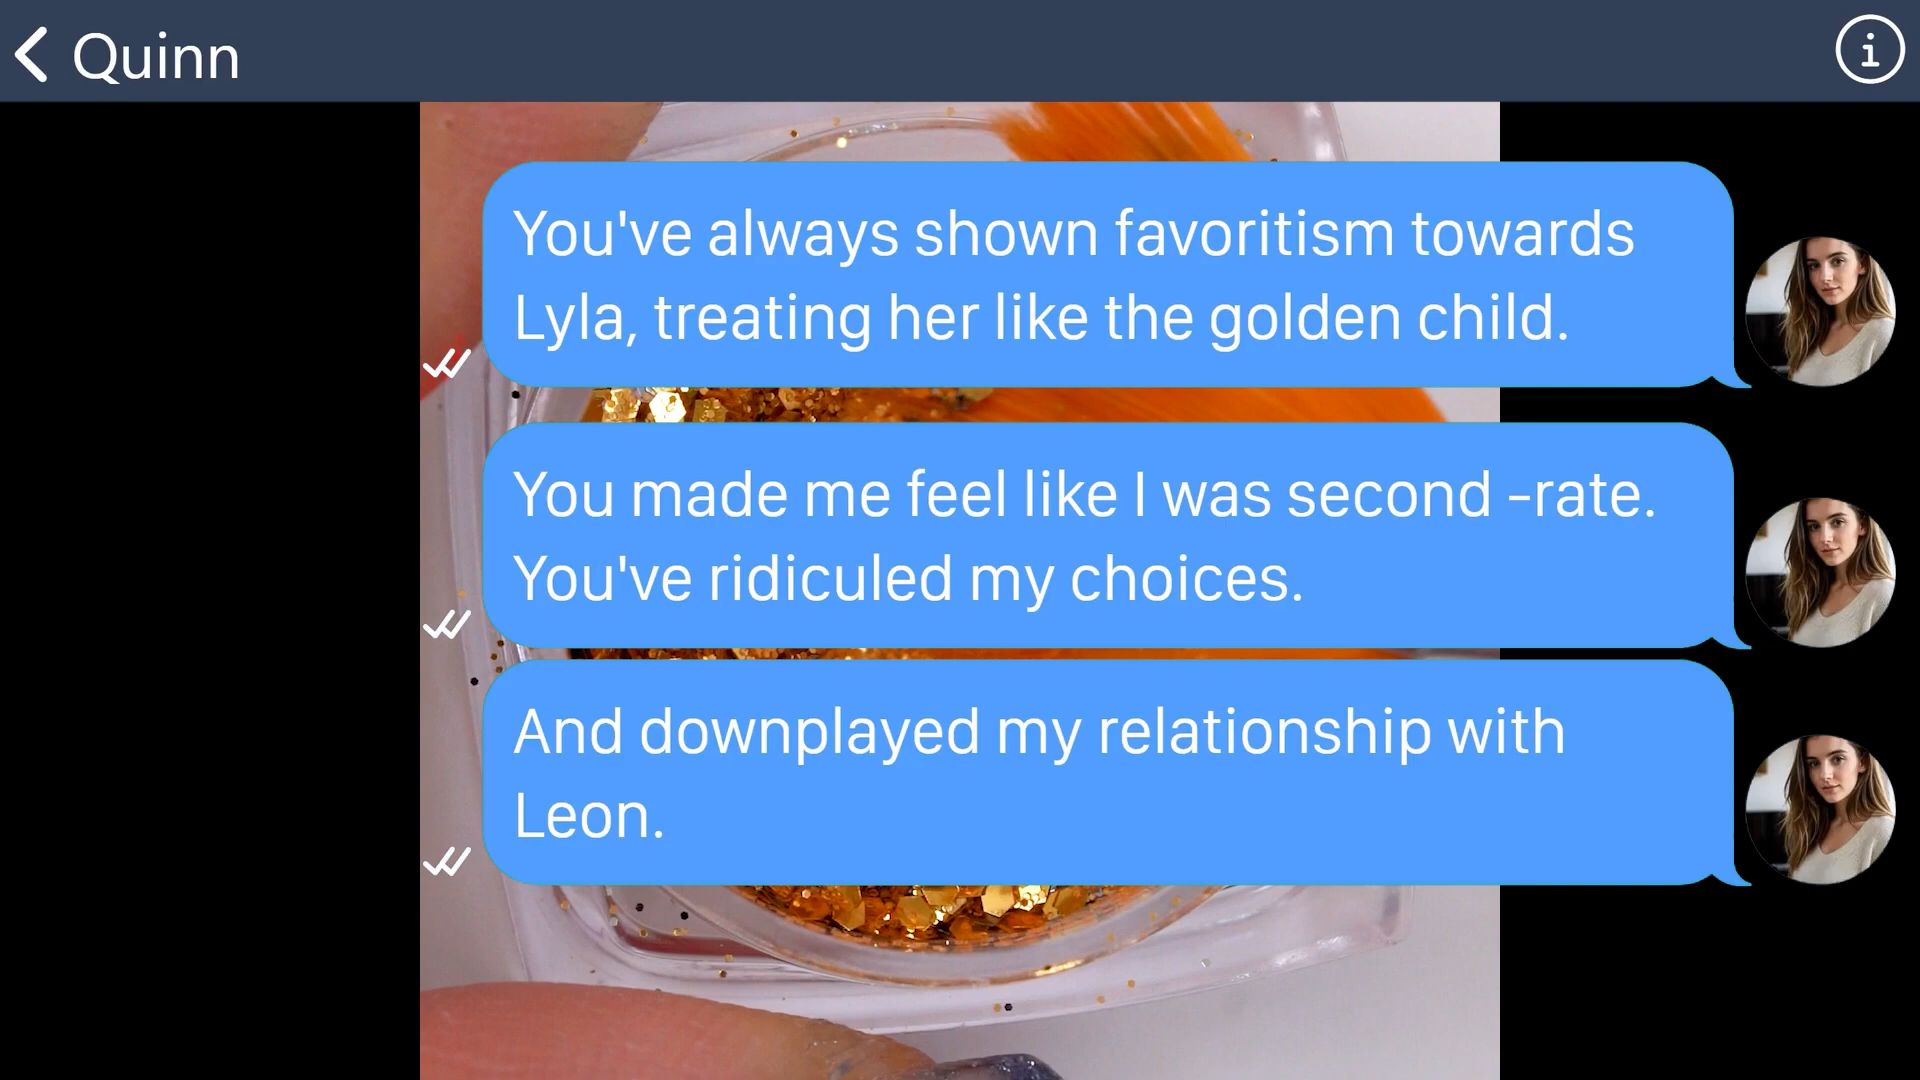 Quinn
You've always shown favoritism towards
Lyla, treating her like the golden child.
You made me feel like I was second -rate.
You've ridiculed my choices.
And downplayed my relationship with
Leon.